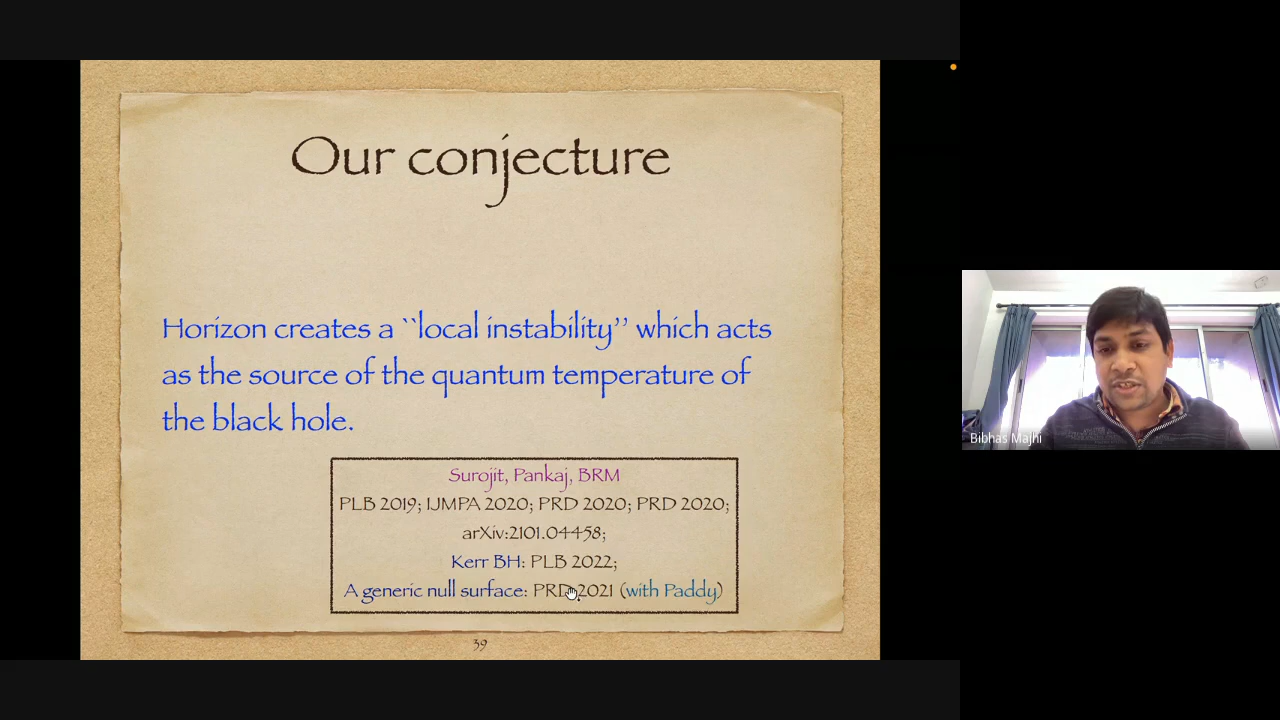 Our conjecture
Horizon creates a ``local instability’’ which acts
as the source of the quantum temperature of
the black hole.
Surojit, Pankaj, BRM
PLB 2019; IJMPA 2020; PRD 2020; PRD 2020;
arXiv:2101.04458;
Kerr BH: PLB 2022;
A generic null surface: PRD 2021 (with Paddy)
39
Bibhas Majhi